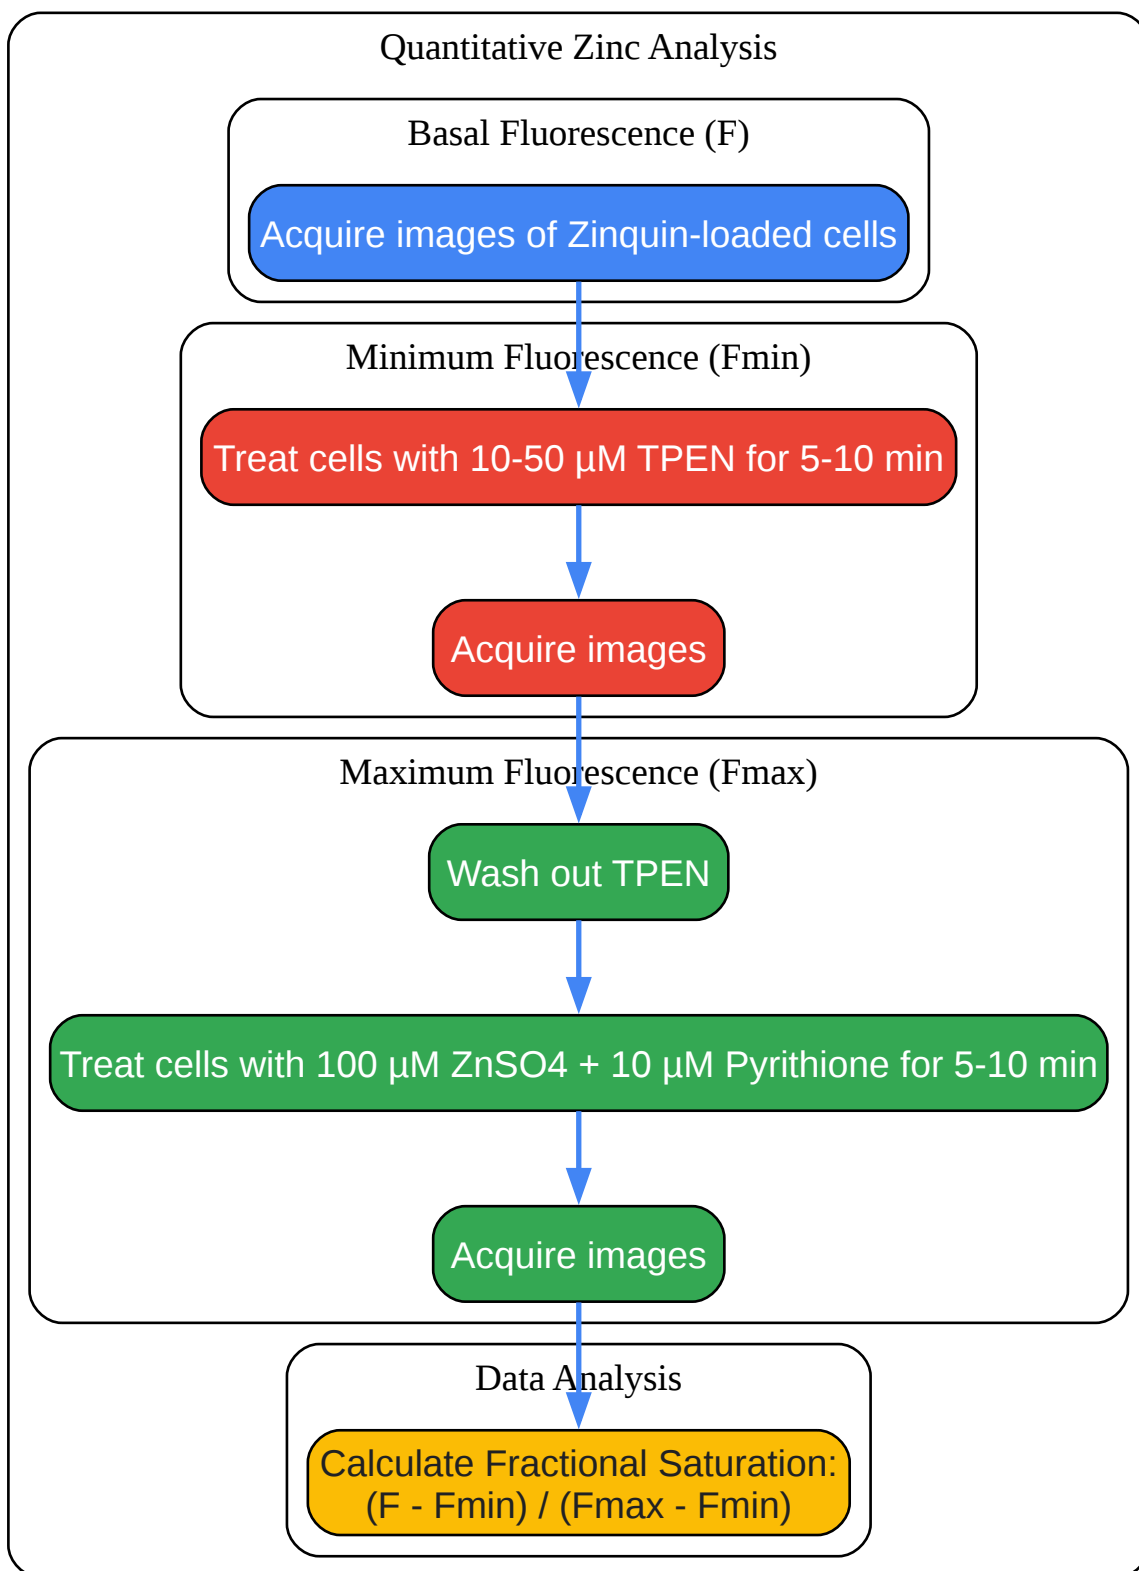 Quantitative Zinc Analysis
Basal Fluorescence (F)
Acquire images of Zinquin-loaded cells
Minimum Fluorescence (Fmin)
Treat cells with 10-50 µM TPEN for 5-10 min
Acquire images
Maximum Fluorescence (Fmax)
Wash out TPEN
Treat cells with 100 µM ZnSO4 + 10 µM Pyrithione for 5-10 min
Acquire images
Data Analysis
Calculate Fractional Saturation:
(F - Fmin) / (Fmax - Fmin)